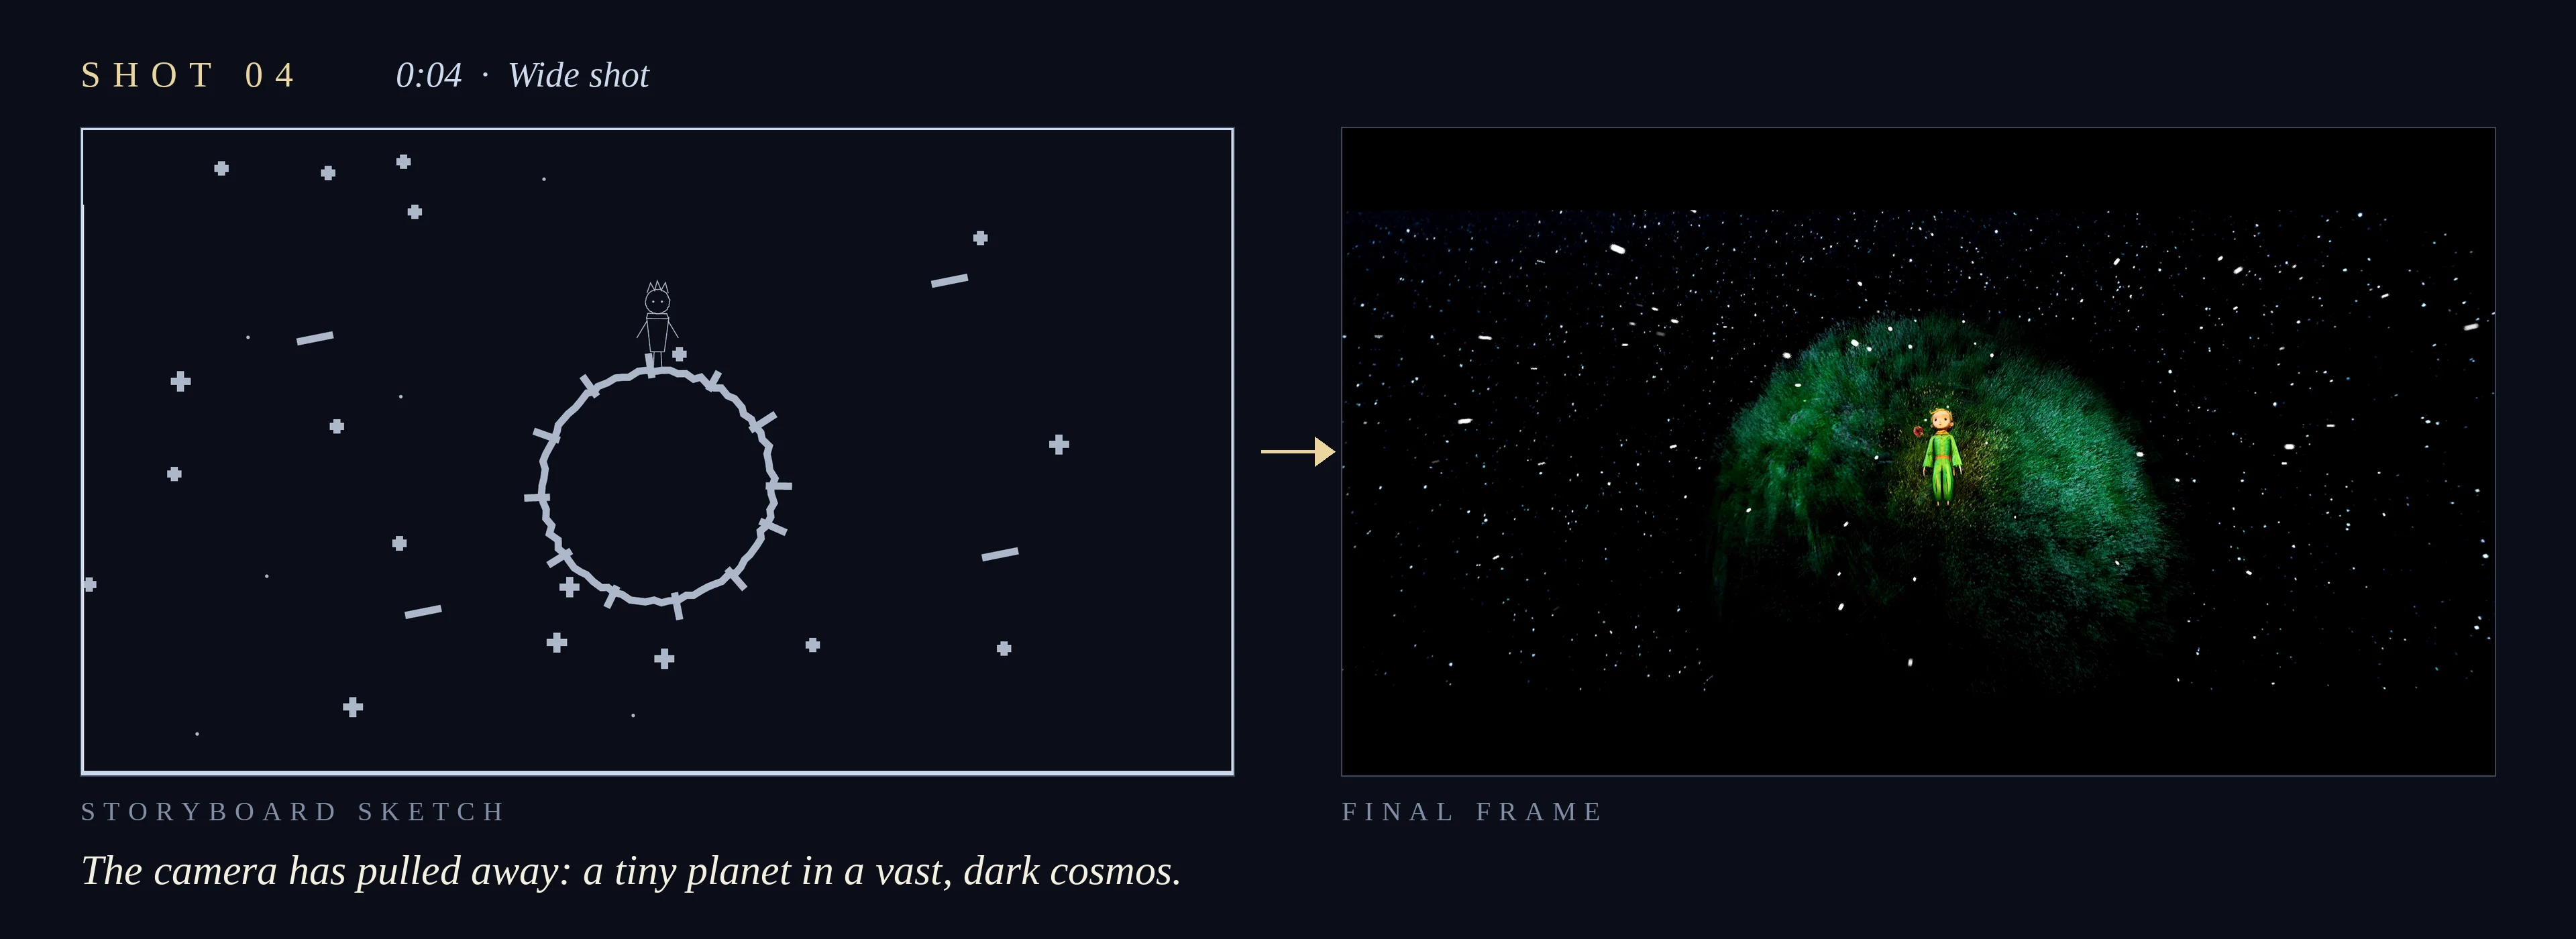 SHOT 04 0:04 · Wide shot
STORYBOARD SKETCH
FINAL FRAME
The camera has pulled away: a tiny planet in a vast, dark cosmos.